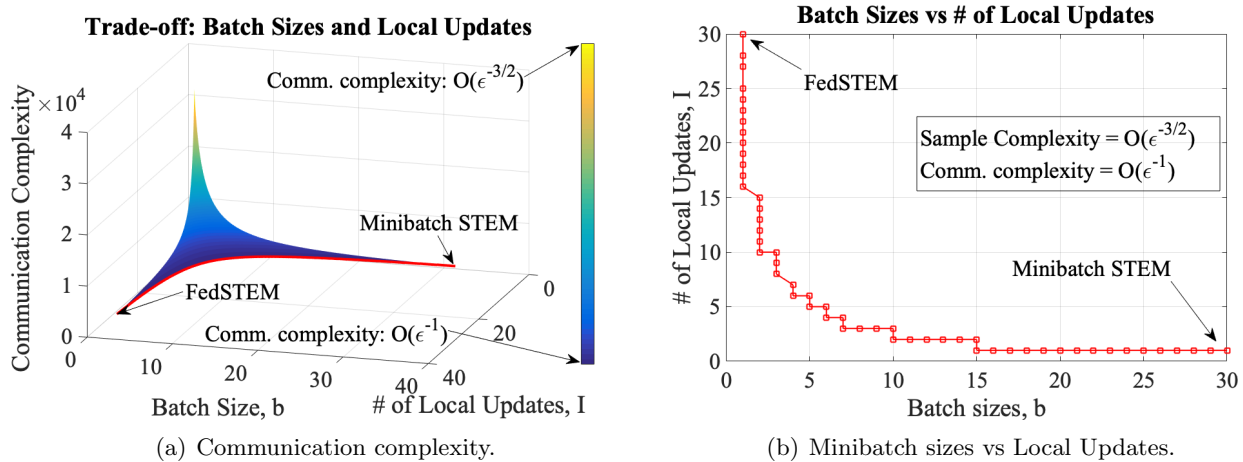 Trade-off: Batch Sizes and Local Updates
Comm. complexity: O(ϵ^{-3/2})
×10^4
4
3
2
1
0
Communication Complexity
Minibatch STEM
FedSTEM
Comm. complexity: O(ϵ^{-1})
0
10
20
30
40
Batch Size, b
0
20
40
# of Local Updates, I
(a) Communication complexity.
Batch Sizes vs # of Local Updates
30
25
20
15
10
5
0
# of Local Updates, I
FedSTEM
Sample Complexity = O(ϵ^{-3/2})
Comm. complexity = O(ϵ^{-1})
Minibatch STEM
0
5
10
15
20
25
30
Batch sizes, b
(b) Minibatch sizes vs Local Updates.